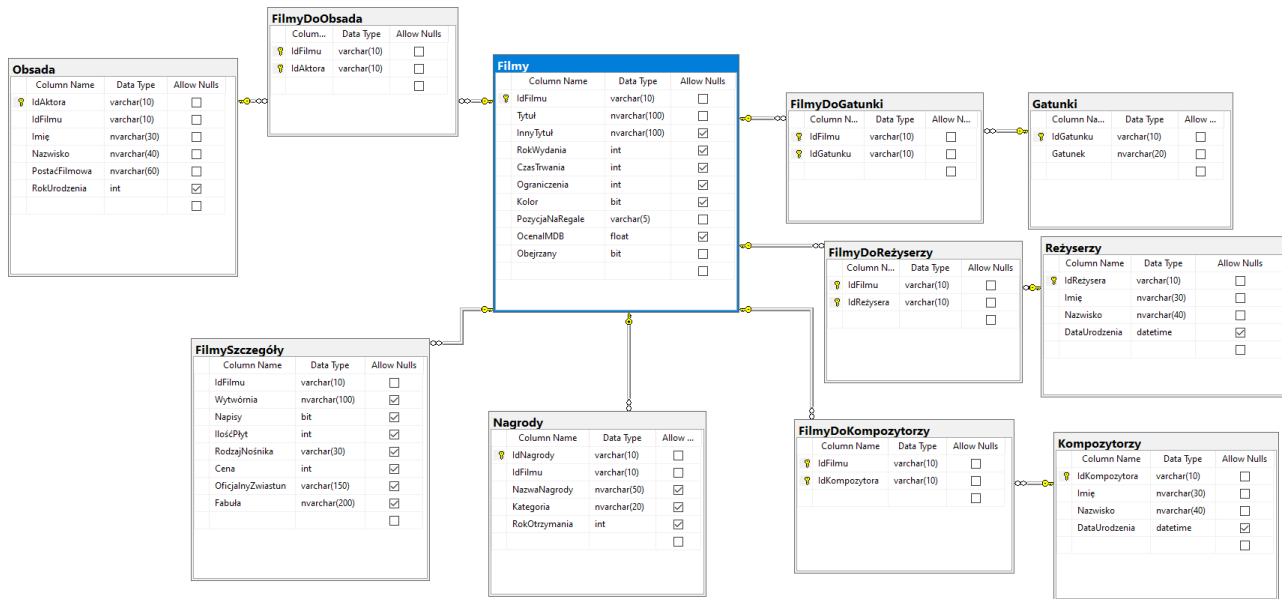 FilmyDoObsada
Colum... Data Type Allow Nulls
IdFilmu varchar(10)
IdAktora varchar(10)
Obsada
Column Name Data Type Allow Nulls
IdAktora varchar(10)
IdFilmu varchar(10)
Imię nvarchar(30)
Nazwisko nvarchar(40)
PostaćFilmowa nvarchar(60)
RokUrodzenia int
Filmy
Column Name Data Type Allow Nulls
IdFilmu varchar(10)
Tytuł nvarchar(100)
InnyTytuł nvarchar(100)
RokWydania int
CzasTrwania int
Ograniczenia int
Kolor bit
PozycjaNaRegale varchar(5)
OcenaIMDB float
Obejrzany bit
FilmyDoGatunki
Column N... Data Type Allow N...
IdFilmu varchar(10)
IdGatunku varchar(10)
Gatunki
Column Na... Data Type Allow ...
IdGatunku varchar(10)
Gatunek nvarchar(20)
FilmyDoReżyserzy
Column N... Data Type Allow Nulls
IdFilmu varchar(10)
IdReżysera varchar(10)
Reżyserzy
Column Name Data Type Allow Nulls
IdReżysera varchar(10)
Imię nvarchar(30)
Nazwisko nvarchar(40)
DataUrodzenia datetime
FilmySzczegóły
Column Name Data Type Allow Nulls
IdFilmu varchar(10)
Wytwórnia nvarchar(100)
Napisy bit
IlośćPłyt int
RodzajNośnika varchar(30)
Cena int
OficjalnyZwiastun varchar(150)
Fabuła nvarchar(200)
Nagrody
Column Name Data Type Allow ...
IdNagrody varchar(10)
IdFilmu varchar(10)
NazwaNagrody nvarchar(50)
Kategoria nvarchar(20)
RokOtrzymania int
FilmyDoKompozytorzy
Column Name Data Type Allow Nulls
IdFilmu varchar(10)
IdKompozytora varchar(10)
Kompozytorzy
Column Name Data Type Allow Nulls
IdKompozytora varchar(10)
Imię nvarchar(30)
Nazwisko nvarchar(40)
DataUrodzenia datetime